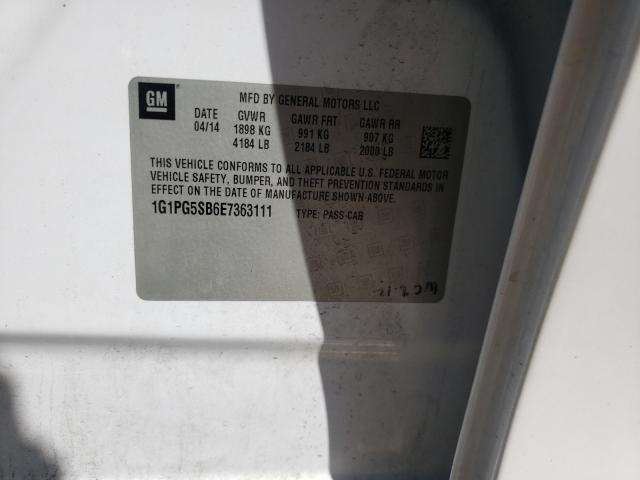 GM
MFD BY GENERAL MOTORS LLC
DATE GVWR GAWR FRT GAWR RR
04/14 1898 KG 991 KG 907 KG
4184 LB 2184 LB 2000 LB
THIS VEHICLE CONFORMS TO ALL APPLICABLE U.S. FEDERAL MOTOR
VEHICLE SAFETY, BUMPER, AND THEFT PREVENTION STANDARDS IN
EFFECT ON THE DATE OF MANUFACTURE SHOWN ABOVE.
1G1PG5SB6E7363111 TYPE: PASS-CAR